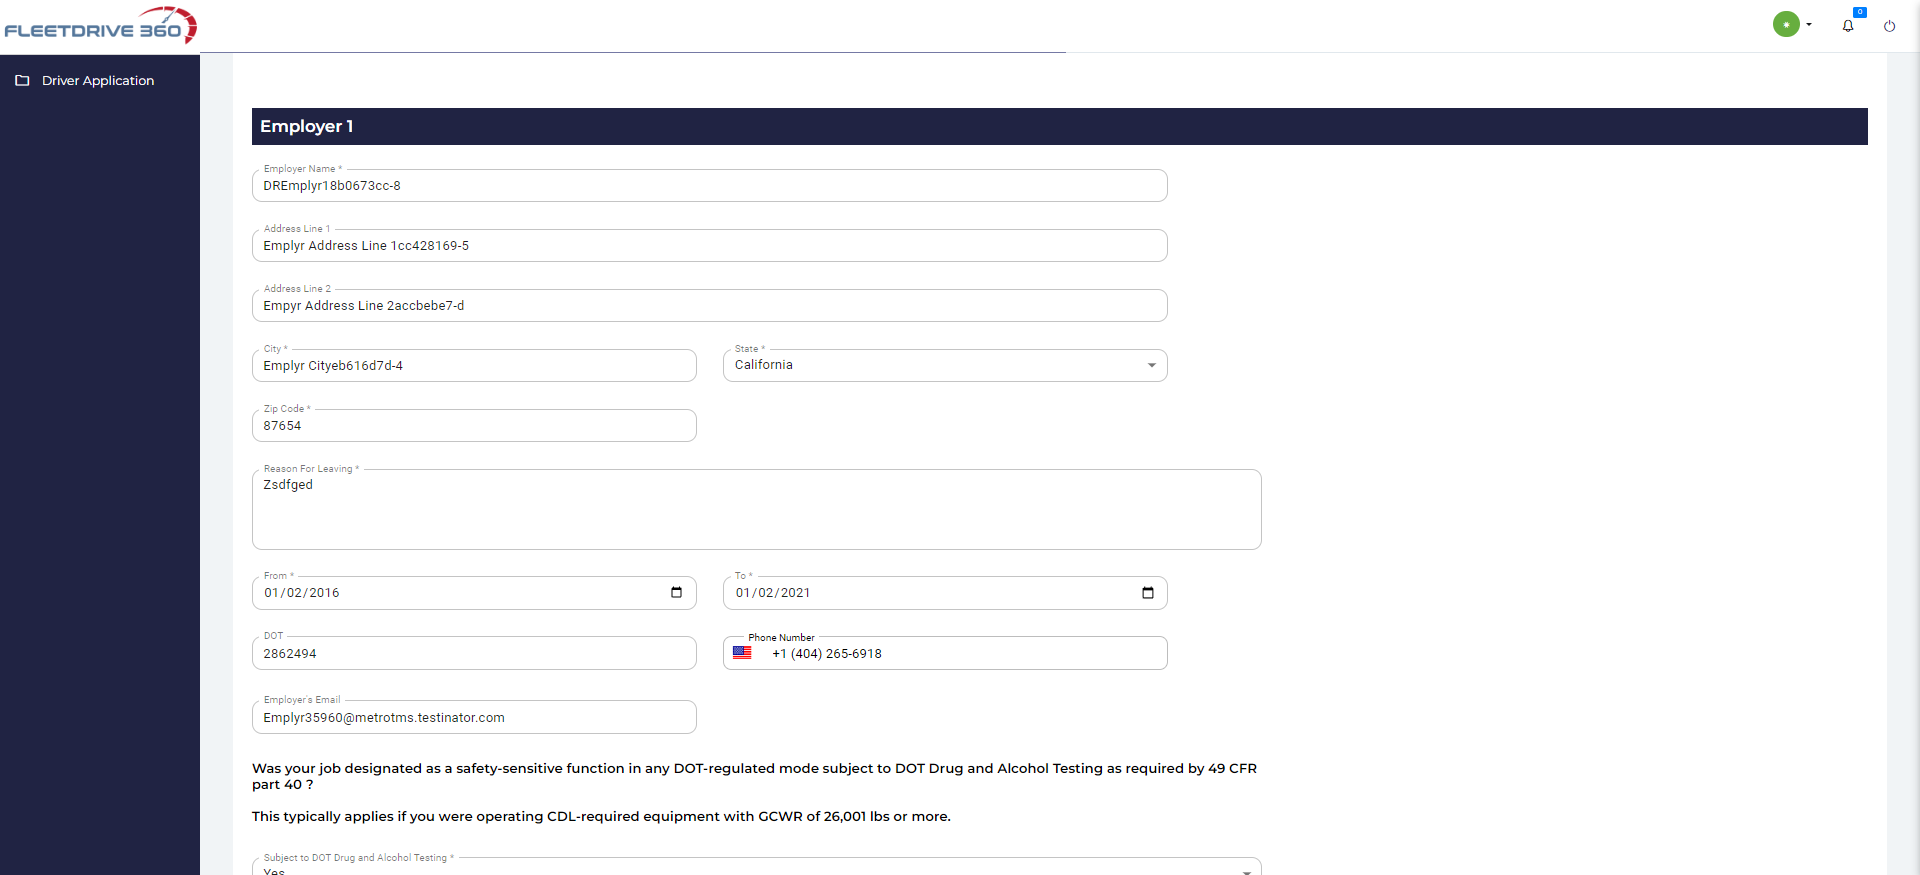 FLEETDRIVE 360
0
Driver Application
Employer 1
Employer Name *
DREmplyr18b0673cc-8
Address Line 1
Emplyr Address Line 1cc428169-5
Address Line 2
Empyr Address Line 2accbebe7-d
City *
Emplyr Cityeb616d7d-4
State *
California
Zip Code *
87654
Reason For Leaving *
Zsdfged
From *
01/02/2016
To *
01/02/2021
DOT
2862494
Phone Number
+1 (404) 265-6918
Employer's Email
Emplyr35960@metrotms.testinator.com
Was your job designated as a safety-sensitive function in any DOT-regulated mode subject to DOT Drug and Alcohol Testing as required by 49 CFR
part 40 ?
This typically applies if you were operating CDL-required equipment with GCWR of 26,001 lbs or more.
Subject to DOT Drug and Alcohol Testing *
Yes